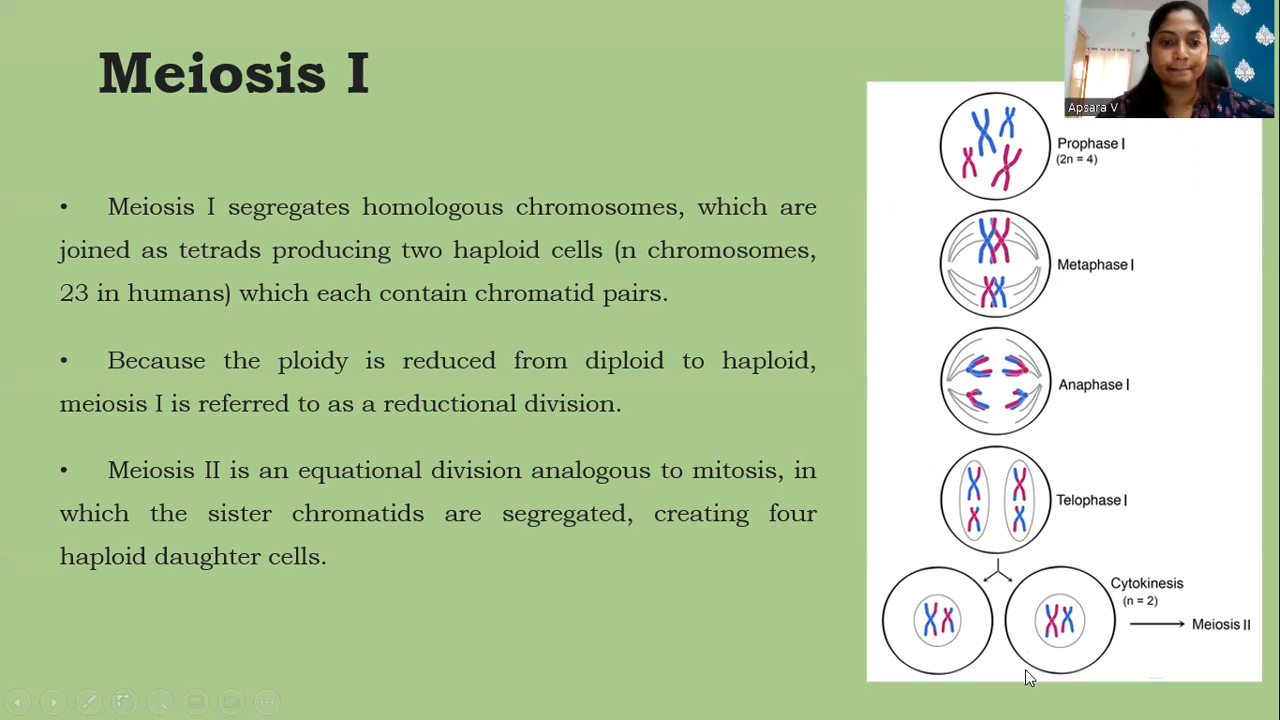 Meiosis I
• Meiosis I segregates homologous chromosomes, which are
joined as tetrads producing two haploid cells (n chromosomes,
23 in humans) which each contain chromatid pairs.
• Because the ploidy is reduced from diploid to haploid,
meiosis I is referred to as a reductional division.
• Meiosis II is an equational division analogous to mitosis, in
which the sister chromatids are segregated, creating four
haploid daughter cells.
Apsara V
Prophase I
(2n = 4)
Metaphase I
Anaphase I
Telophase I
Cytokinesis
(n = 2)
Meiosis II